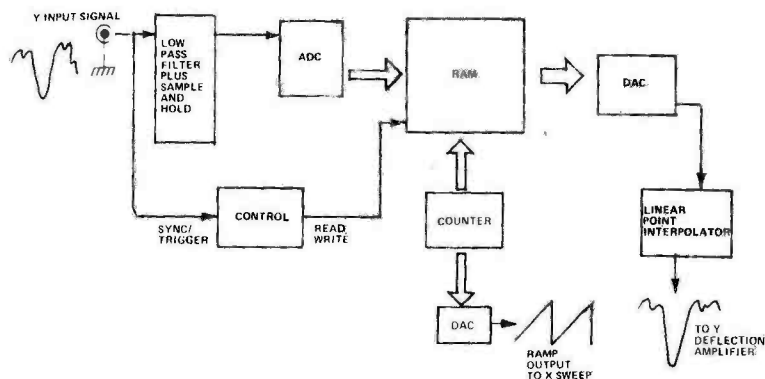 Y INPUT SIGNAL
LOW
PASS
FILTER
PLUS
SAMPLE
AND
HOLD
ADC
RAM
DAC
SYNC/
TRIGGER
CONTROL
READ
WRITE
COUNTER
LINEAR
POINT
INTERPOLATOR
DAC
RAMP
OUTPUT
TO X SWEEP
TO Y
DEFLECTION
AMPLIFIER